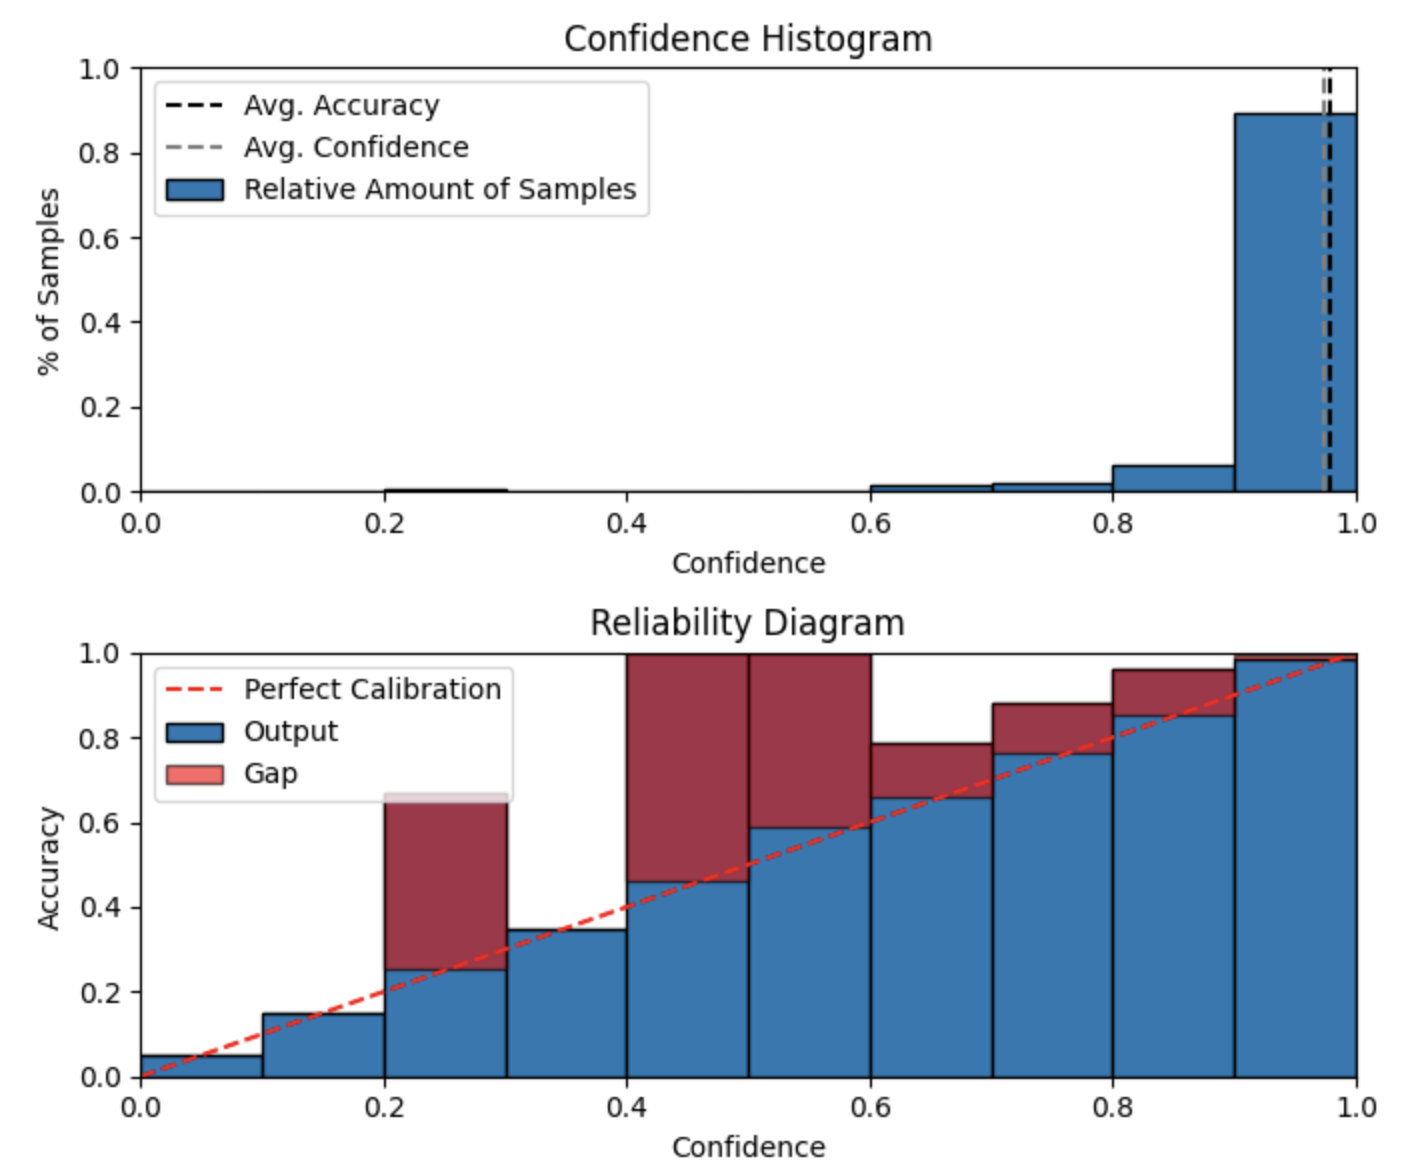 Confidence Histogram
1.0
0.8
0.6
0.4
0.2
0.0
% of Samples
Avg. Accuracy
Avg. Confidence
Relative Amount of Samples
0.0 0.2 0.4 0.6 0.8 1.0
Confidence
Reliability Diagram
1.0
0.8
0.6
0.4
0.2
0.0
Accuracy
Perfect Calibration
Output
Gap
0.0 0.2 0.4 0.6 0.8 1.0
Confidence